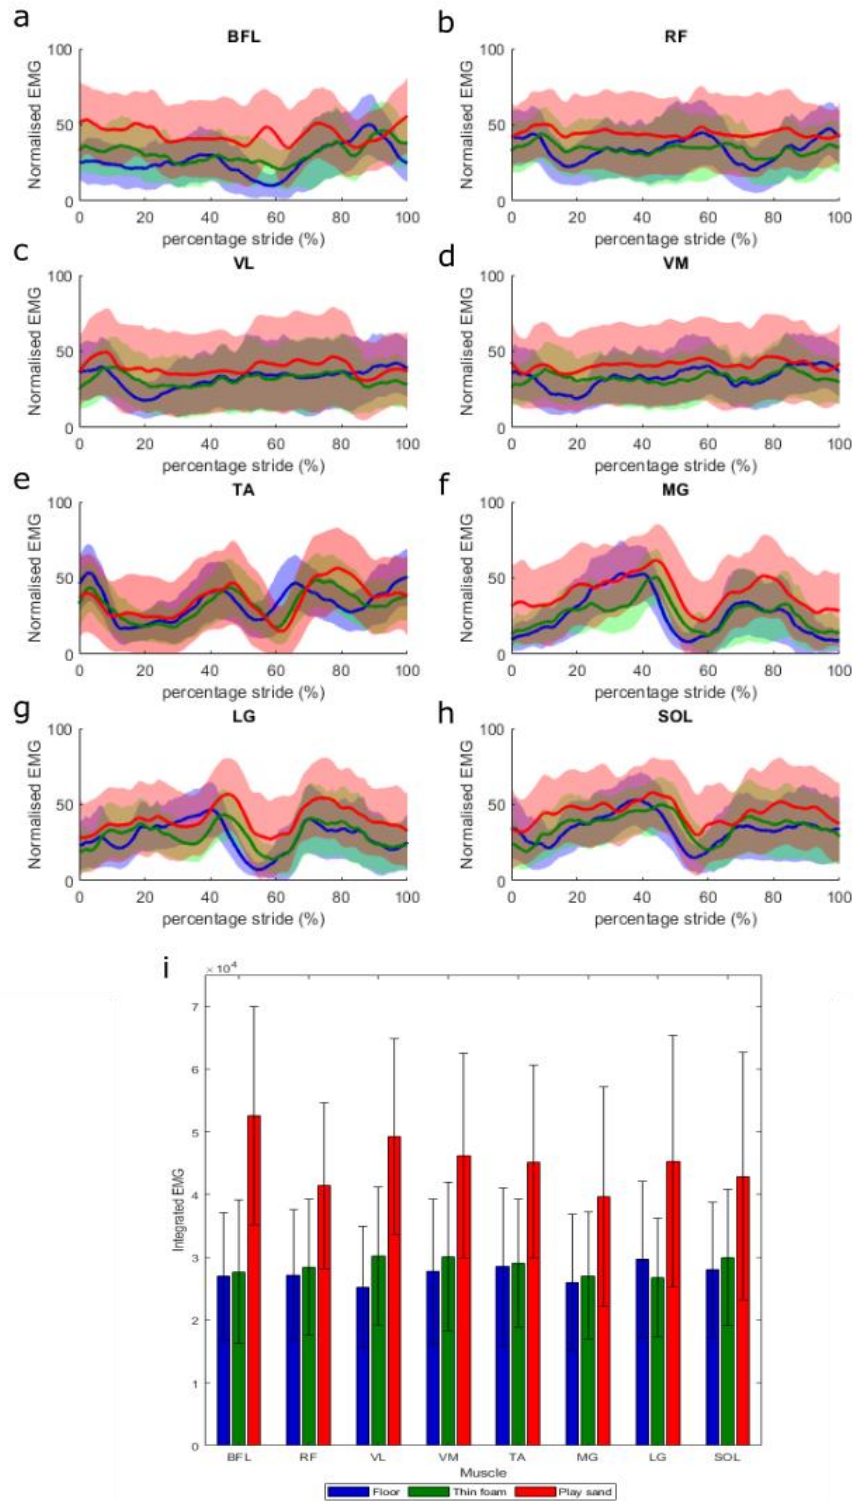 a
b
BFL
RF
100
50
0
Normalised EMG
0 20 40 60 80 100
percentage stride (%)
100
50
0
Normalised EMG
0 20 40 60 80 100
percentage stride (%)
c
d
VL
VM
100
50
0
Normalised EMG
0 20 40 60 80 100
percentage stride (%)
100
50
0
Normalised EMG
0 20 40 60 80 100
percentage stride (%)
e
f
TA
MG
100
50
0
Normalised EMG
0 20 40 60 80 100
percentage stride (%)
100
50
0
Normalised EMG
0 20 40 60 80 100
percentage stride (%)
g
h
LG
SOL
100
50
0
Normalised EMG
0 20 40 60 80 100
percentage stride (%)
100
50
0
Normalised EMG
0 20 40 60 80 100
percentage stride (%)
i
×10⁴
7
6
5
4
3
2
1
0
Integrated EMG
BFL RF VL VM TA MG LG SOL
Muscle
Floor Thin foam Play sand